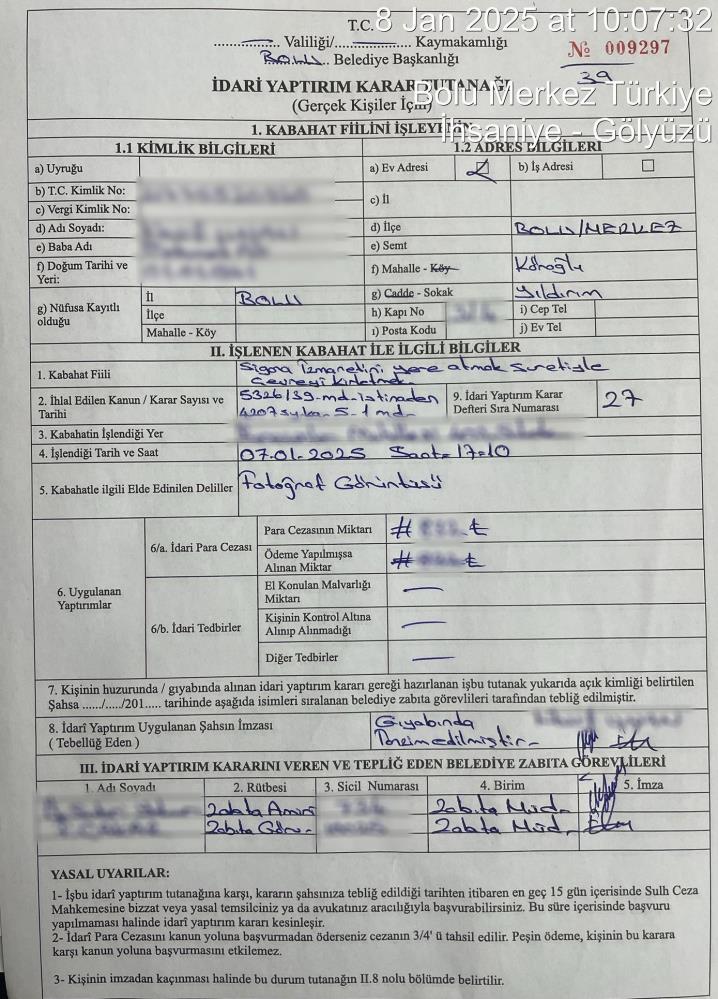 T.C.
8 Jan 2025 at 10:07:32
Valiliği/ Kaymakamlığı
BOLU Belediye Başkanlığı
№ 009297
39
İDARİ YAPTIRIM KARAR TUTANAĞI
(Gerçek Kişiler İçin)
Bolu Merkez Türkiye
İhsaniye - Gölyüzü
1. KABAHAT FİİLİNİ İŞLEYENİN
1.1 KİMLİK BİLGİLERİ 1.2 ADRES BİLGİLERİ
a) Uyruğu a) Ev Adresi b) İş Adresi
b) T.C. Kimlik No: c) İl
c) Vergi Kimlik No:
d) Adı Soyadı: d) İlçe BOLU/MERKEZ
e) Baba Adı e) Semt
f) Doğum Tarihi ve Yeri: f) Mahalle - Köy Köroğlu
g) Nüfusa Kayıtlı olduğu İl BOLU g) Cadde - Sokak Yıldırım
İlçe h) Kapı No i) Cep Tel
Mahalle - Köy ı) Posta Kodu j) Ev Tel
II. İŞLENEN KABAHAT İLE İLGİLİ BİLGİLER
1. Kabahat Fiili Sigara İzmaretini yere atmak suretiyle
Çevreyi kirletmek
2. İhlal Edilen Kanun / Karar Sayısı ve Tarihi 5326/39-md-istinaden
4207 sy.ka. 5-1 md-
9. İdari Yaptırım Karar Defteri Sıra Numarası 27
3. Kabahatin İşlendiği Yer
4. İşlendiği Tarih ve Saat 07.01.2025 Saat-17-10
5. Kabahatle ilgili Elde Edinilen Deliller Fotoğraf Görüntüsü
6. Uygulanan Yaptırımlar
6/a. İdari Para Cezası Para Cezasının Miktarı # ₺
Ödeme Yapılmışsa Alınan Miktar # ₺
6/b. İdari Tedbirler El Konulan Malvarlığı Miktarı —
Kişinin Kontrol Altına Alınıp Alınmadığı —
Diğer Tedbirler —
7. Kişinin huzurunda / gıyabında alınan idari yaptırım kararı gereği hazırlanan işbu tutanak yukarıda açık kimliği belirtilen
Şahsa ....../...../201..... tarihinde aşağıda isimleri sıralanan belediye zabıta görevlileri tarafından tebliğ edilmiştir.
8. İdarî Yaptırım Uygulanan Şahsın İmzası
( Tebellüğ Eden )
Gıyabında
Tanzim edilmiştir-
III. İDARİ YAPTIRIM KARARINI VEREN VE TEPLİĞ EDEN BELEDİYE ZABITA GÖREVLİLERİ
1. Adı Soyadı 2. Rütbesi 3. Sicil Numarası 4. Birim 5. İmza
Zabıta Amiri Zabıta Müd.
Zabıta Gör.- Zabıta Müd.
YASAL UYARILAR:
1- İşbu idarî yaptırım tutanağına karşı, kararın şahsınıza tebliğ edildiği tarihten itibaren en geç 15 gün içerisinde Sulh Ceza
Mahkemesine bizzat veya yasal temsilciniz ya da avukatınız aracılığıyla başvurabilirsiniz. Bu süre içerisinde başvuru
yapılmaması halinde idarî yaptırım kararı kesinleşir.
2- İdarî Para Cezasını kanun yoluna başvurmadan öderseniz cezanın 3/4' ü tahsil edilir. Peşin ödeme, kişinin bu karara
karşı kanun yoluna başvurmasını etkilemez.
3- Kişinin imzadan kaçınması halinde bu durum tutanağın II.8 nolu bölümde belirtilir.